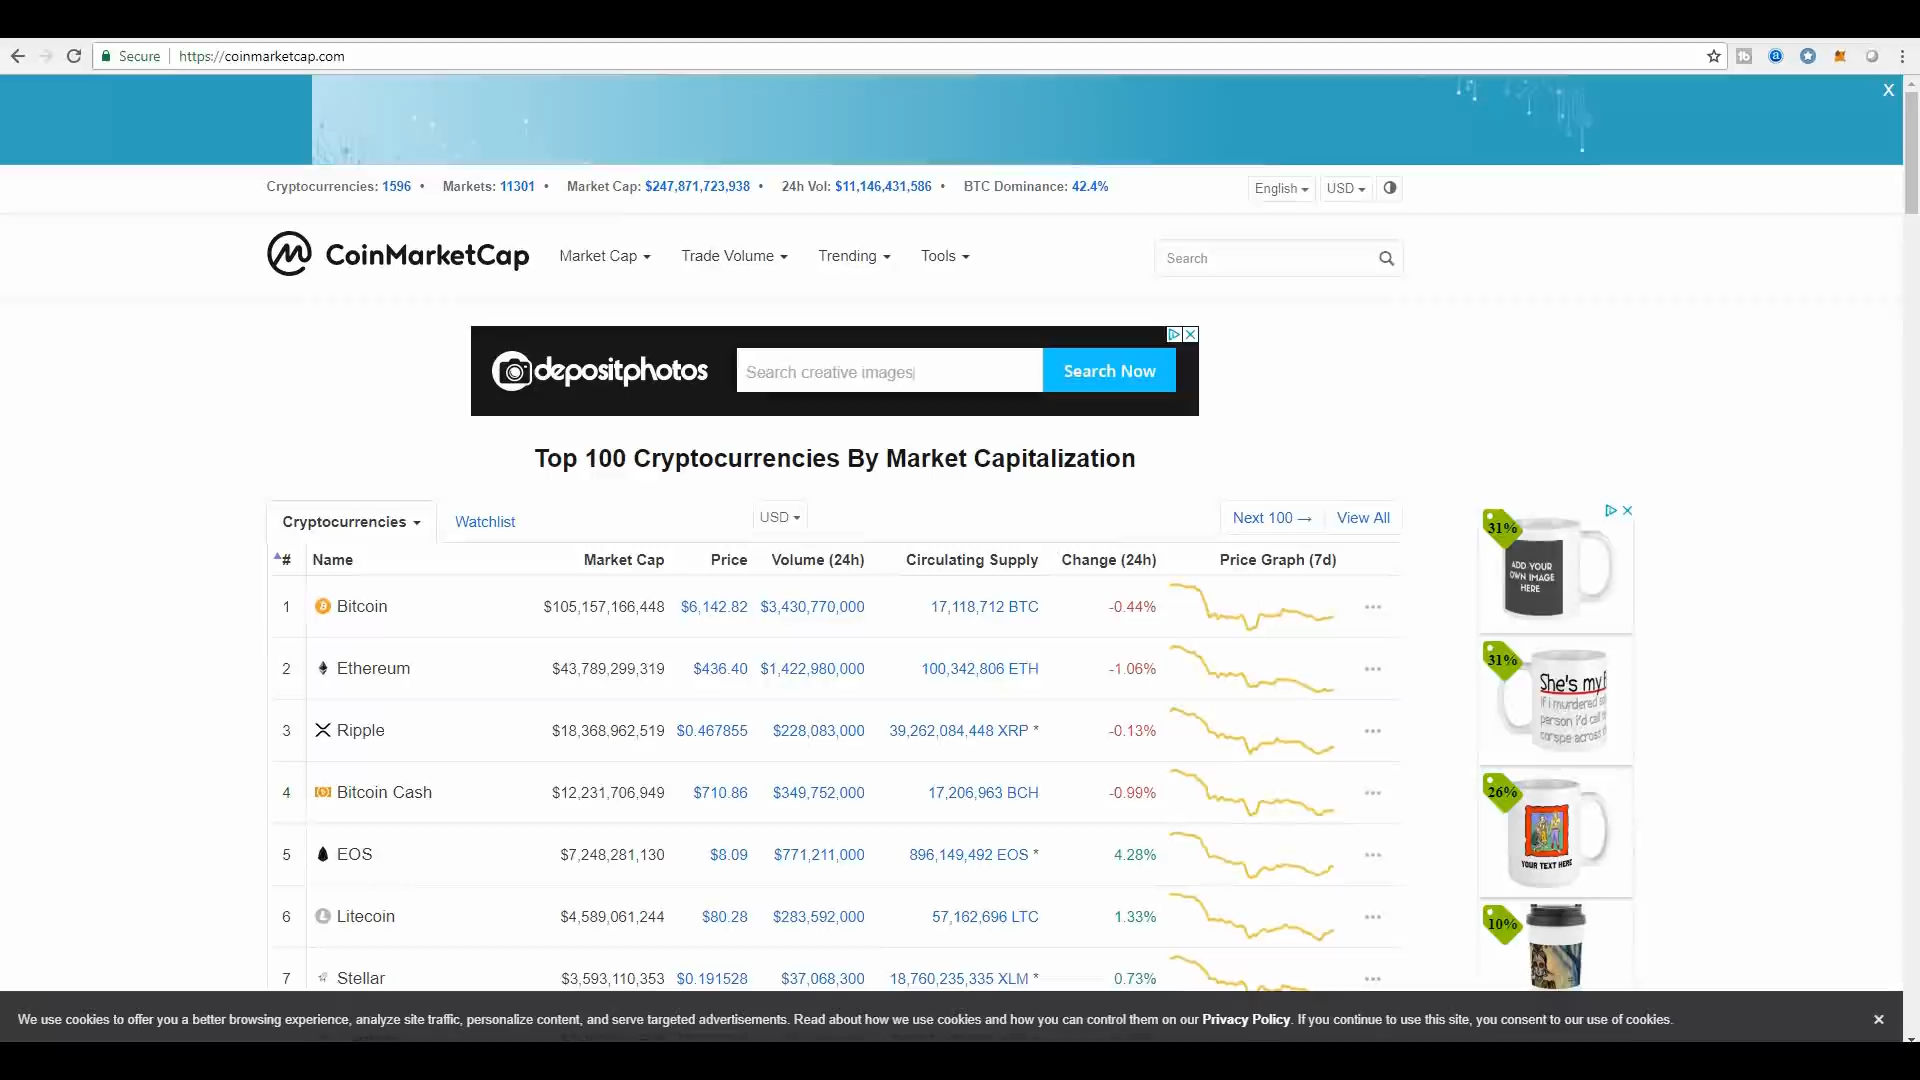 Secure https://coinmarketcap.com
X
Cryptocurrencies: 1596 • Markets: 11301 • Market Cap: $247,871,723,938 • 24h Vol: $11,146,431,586 • BTC Dominance: 42.4%
English USD
CoinMarketCap Market Cap Trade Volume Trending Tools Search
depositphotos Search creative images Search Now
Top 100 Cryptocurrencies By Market Capitalization
Cryptocurrencies Watchlist USD Next 100 → View All
# Name Market Cap Price Volume (24h) Circulating Supply Change (24h) Price Graph (7d)
1 Bitcoin $105,157,166,448 $6,142.82 $3,430,770,000 17,118,712 BTC -0.44%
2 Ethereum $43,789,299,319 $436.40 $1,422,980,000 100,342,806 ETH -1.06%
3 Ripple $18,368,962,519 $0.467855 $228,083,000 39,262,084,448 XRP * -0.13%
4 Bitcoin Cash $12,231,706,949 $710.86 $349,752,000 17,206,963 BCH -0.99%
5 EOS $7,248,281,130 $8.09 $771,211,000 896,149,492 EOS * 4.28%
6 Litecoin $4,589,061,244 $80.28 $283,592,000 57,162,696 LTC 1.33%
7 Stellar $3,593,110,353 $0.191528 $37,068,300 18,760,235,335 XLM * 0.73%
31%
ADD YOUR
OWN IMAGE
HERE
31%
She's my
if i murdered
person i'd call
corpse across
26%
YOUR TEXT HERE
10%
We use cookies to offer you a better browsing experience, analyze site traffic, personalize content, and serve targeted advertisements. Read about how we use cookies and how you can control them on our Privacy Policy. If you continue to use this site, you consent to our use of cookies.